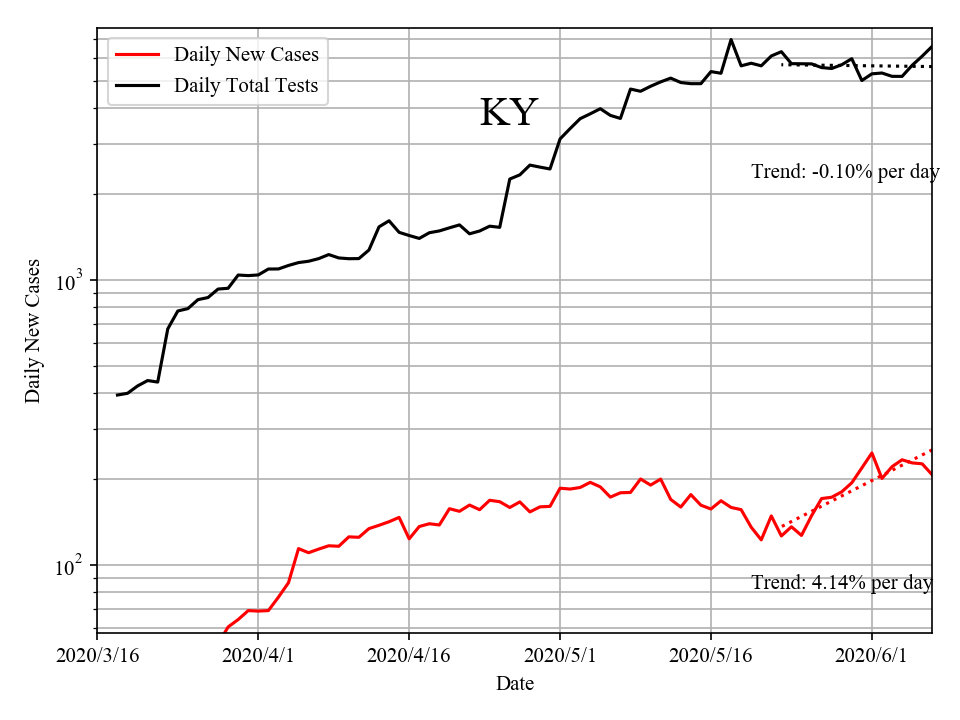 Daily New Cases
Daily Total Tests
KY
Trend: -0.10% per day
Daily New Cases
10³
10²
Trend: 4.14% per day
2020/3/16 2020/4/1 2020/4/16 2020/5/1 2020/5/16 2020/6/1
Date